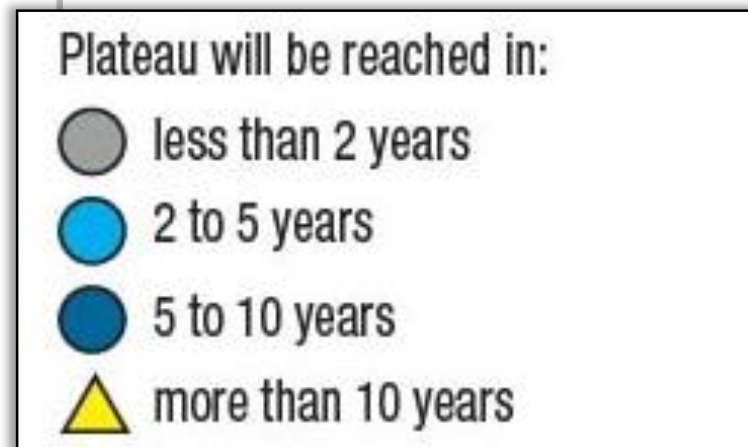 Plateau will be reached in:
less than 2 years
2 to 5 years
5 to 10 years
more than 10 years